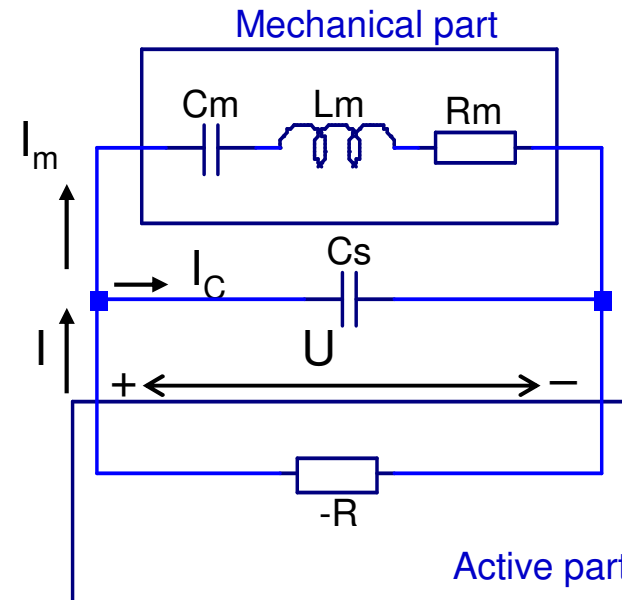 Mechanical part
Cm Lm Rm
Im
Cs
IC
I
U
+ −
-R
Active part